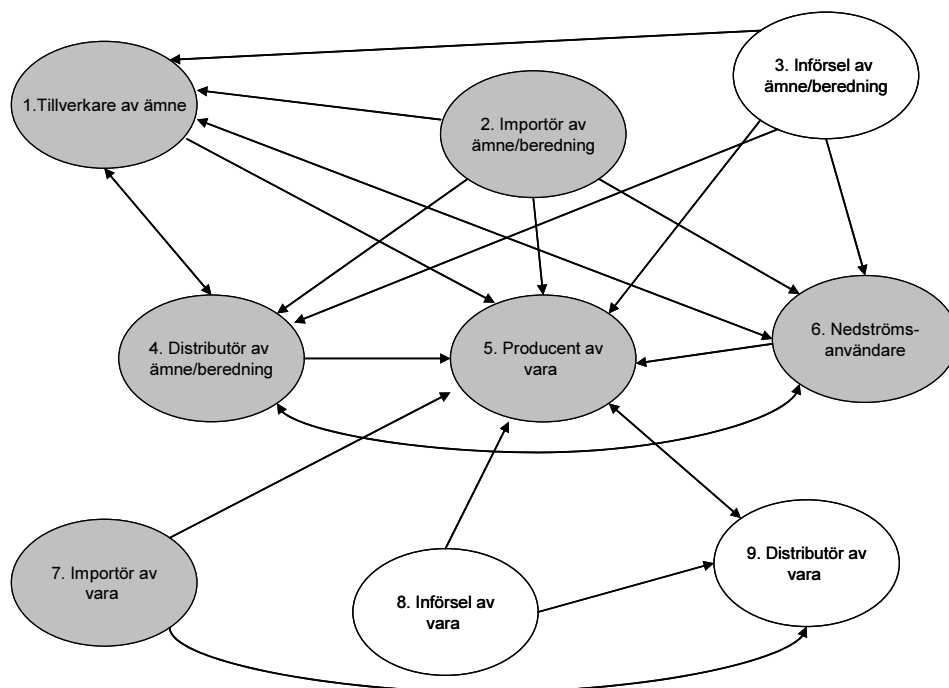 1.Tillverkare av ämne
2. Importör av
ämne/beredning
3. Införsel av
ämne/beredning
4. Distributör av
ämne/beredning
5. Producent av
vara
6. Nedströms-
användare
7. Importör av
vara
8. Införsel av
vara
9. Distributör av
vara